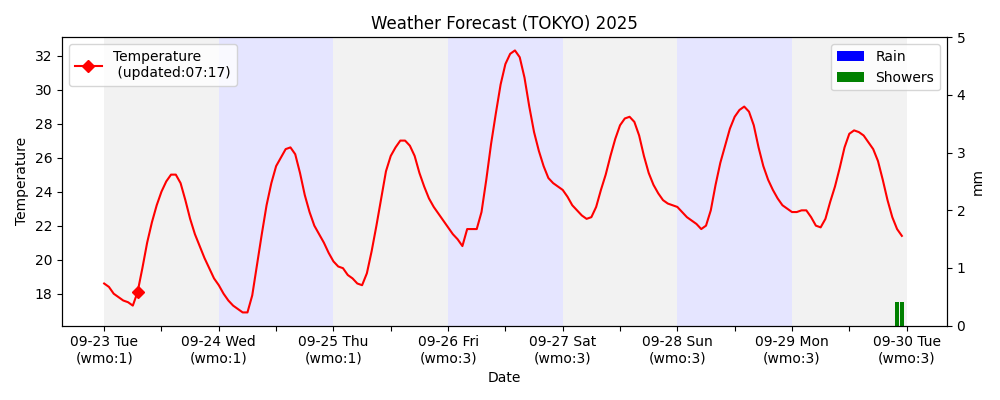 Weather Forecast (TOKYO) 2025
Temperature
(updated:07:17)
Rain
Showers
Temperature
32
30
28
26
24
22
20
18
5
4
3
2
1
0
mm
09-23 Tue
(wmo:1)
09-24 Wed
(wmo:1)
09-25 Thu
(wmo:1)
09-26 Fri
(wmo:3)
09-27 Sat
(wmo:3)
09-28 Sun
(wmo:3)
09-29 Mon
(wmo:3)
09-30 Tue
(wmo:3)
Date